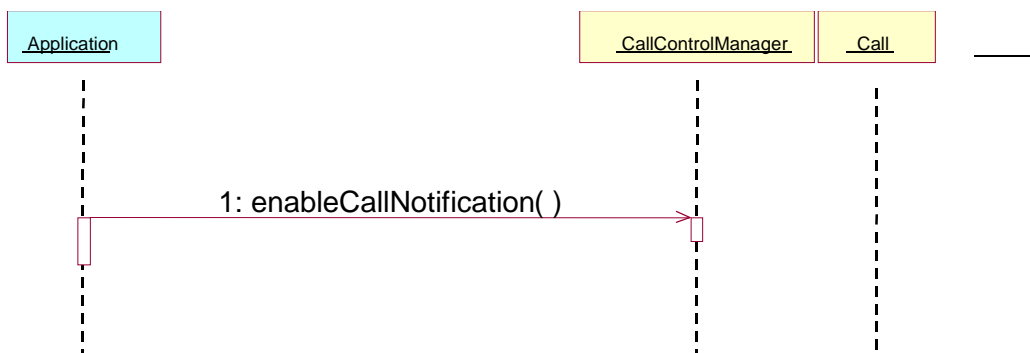 Application
CallControlManager
Call
1: enableCallNotification( )